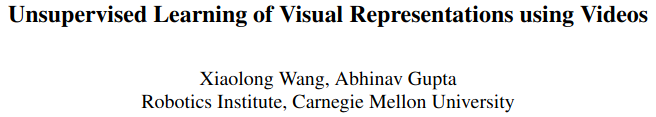 Unsupervised Learning of Visual Representations using Videos
Xiaolong Wang, Abhinav Gupta
Robotics Institute, Carnegie Mellon University